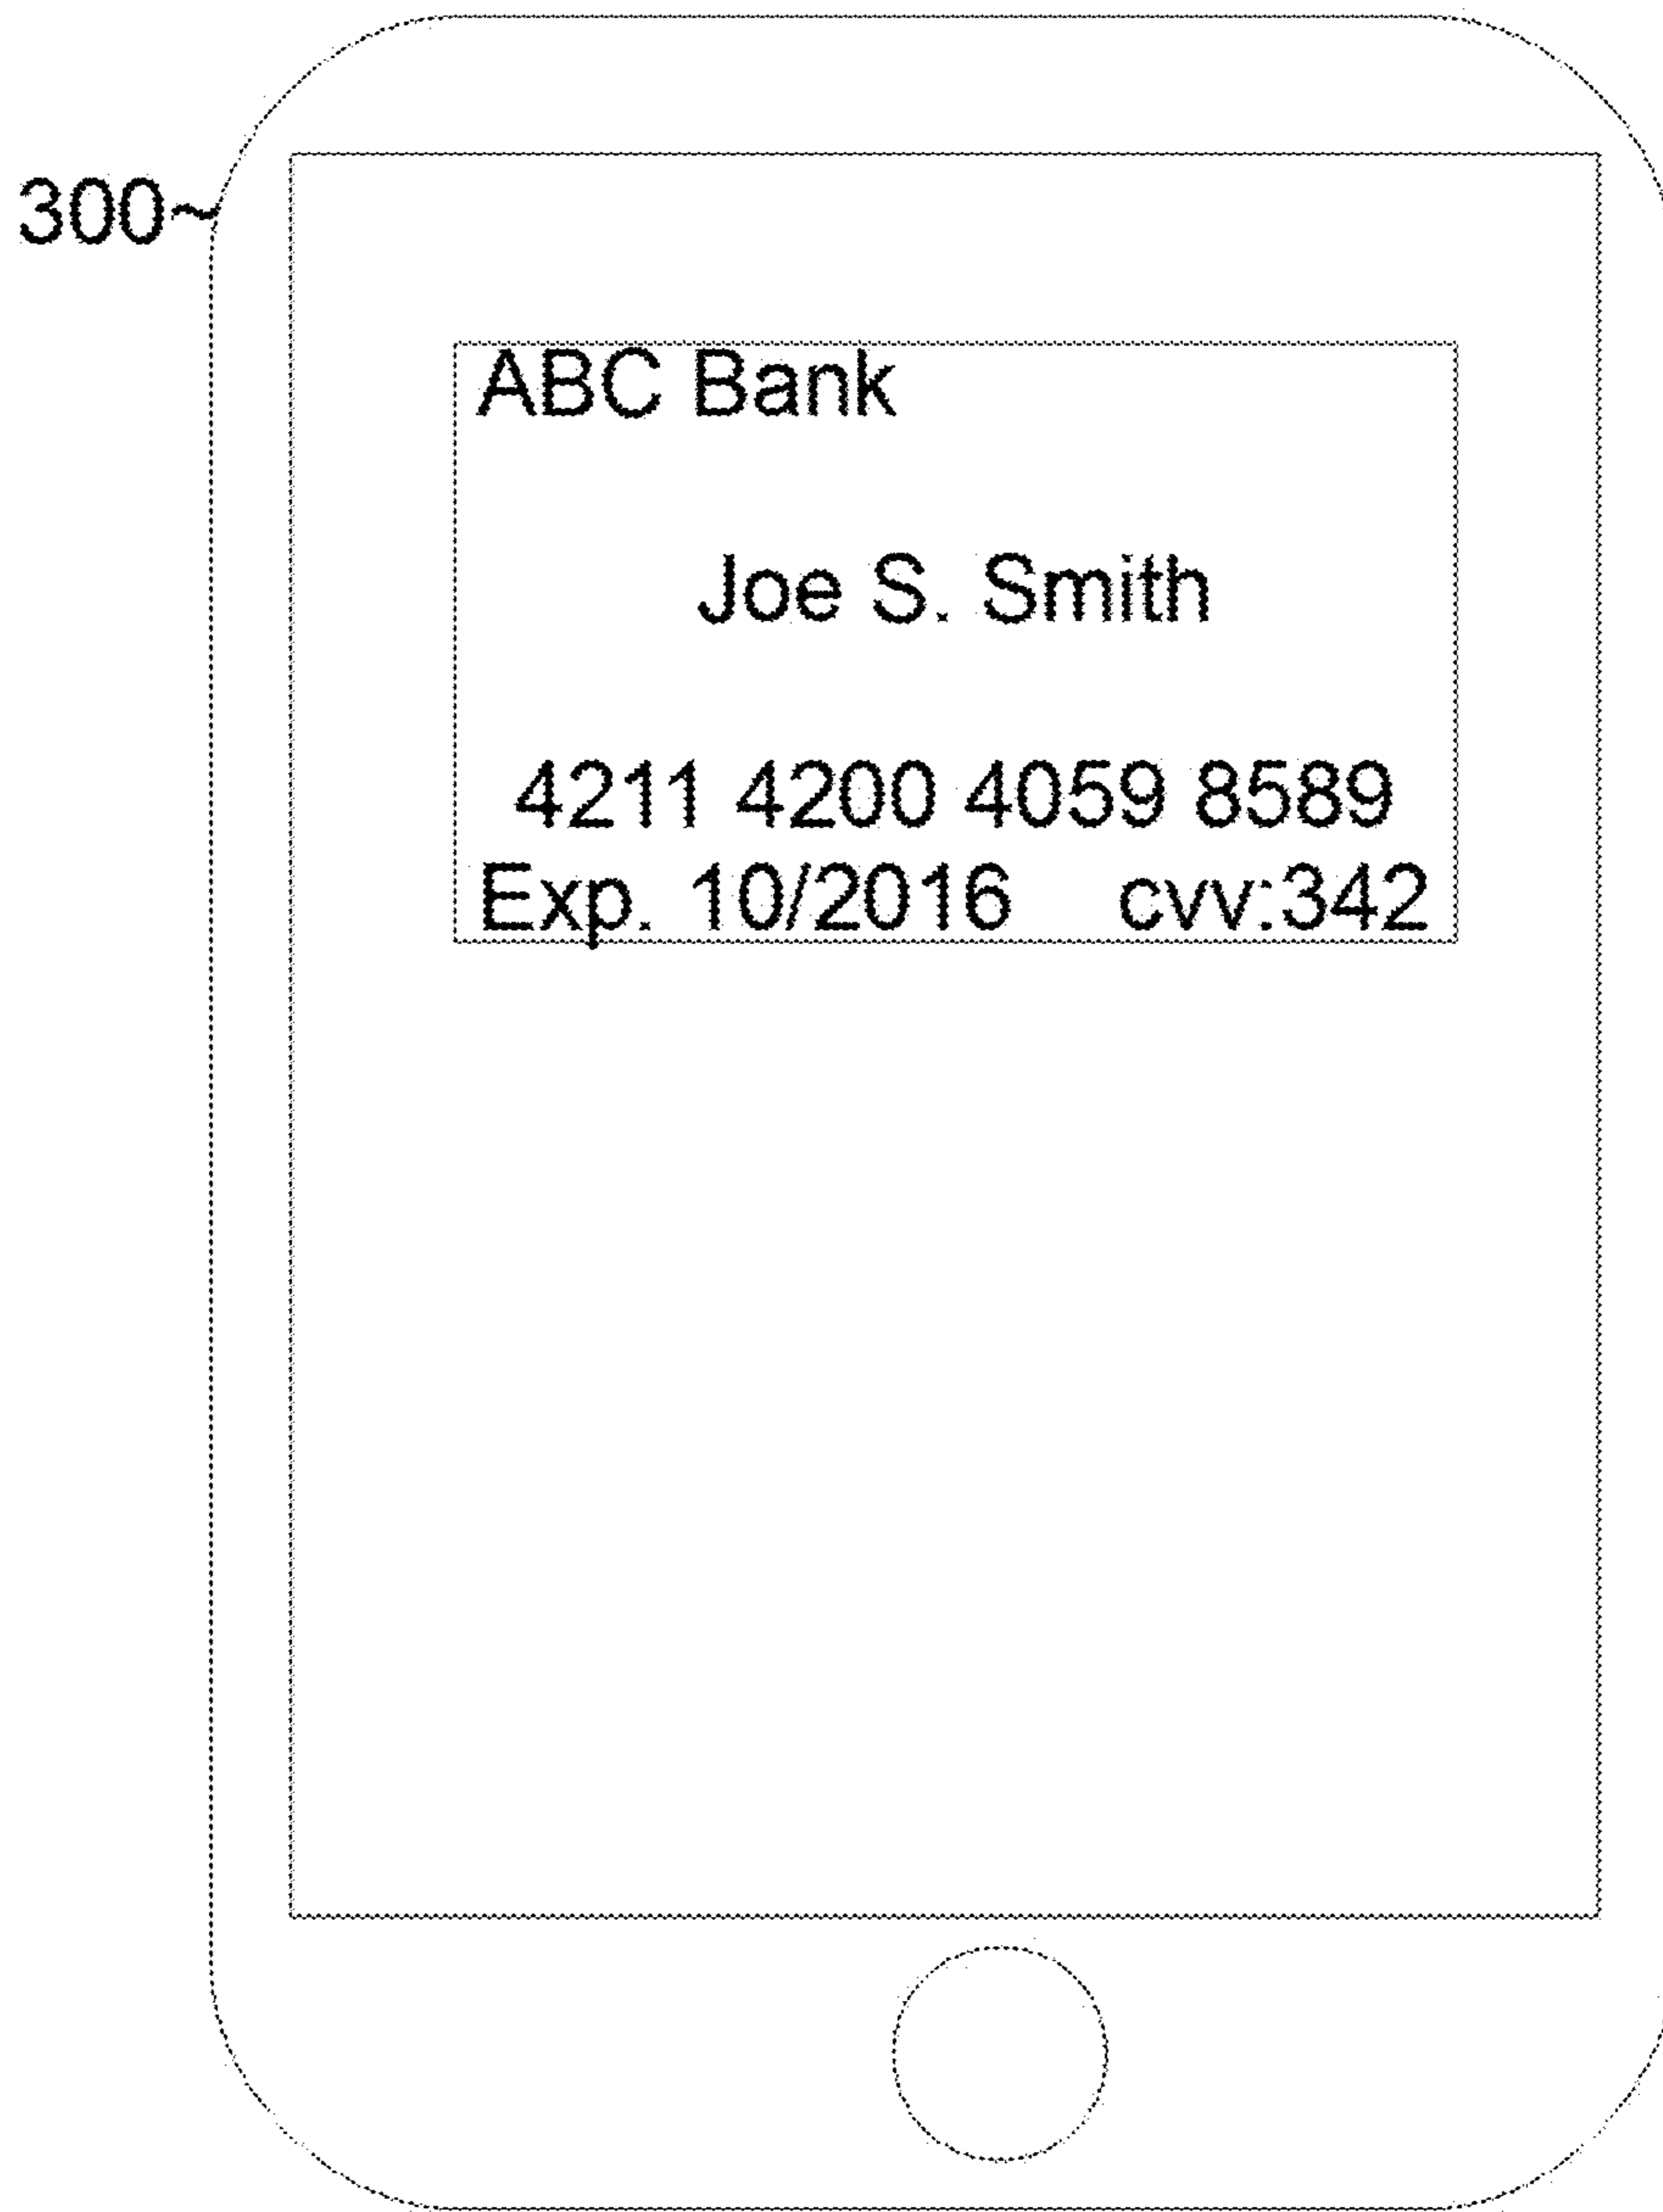 300~
ABC Bank
Joe S. Smith
4211 4200 4059 8589
Exp. 10/2016 cvv:342